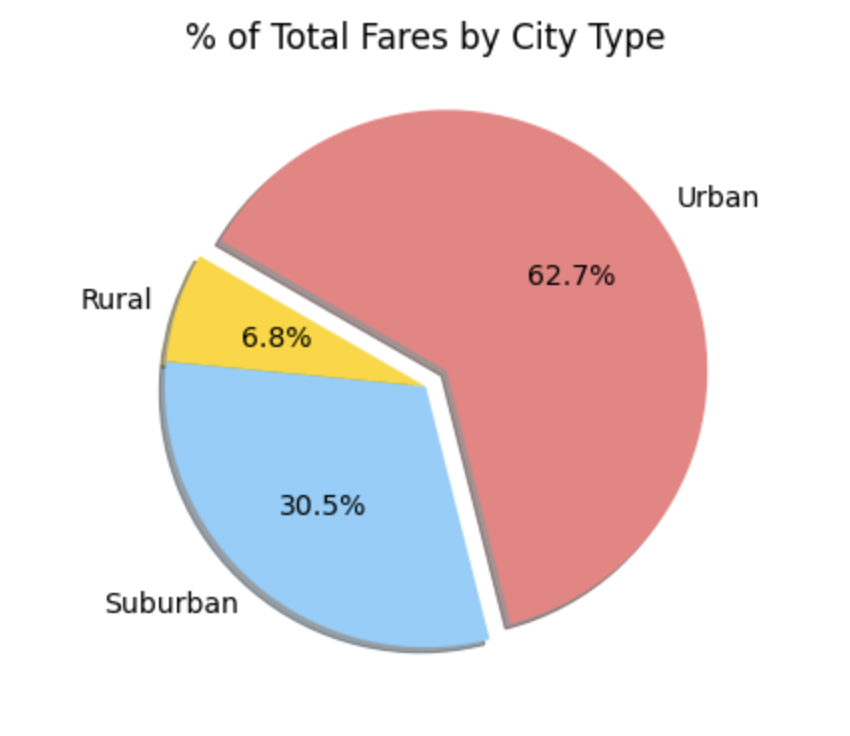 % of Total Fares by City Type
Urban
62.7%
Rural
6.8%
30.5%
Suburban